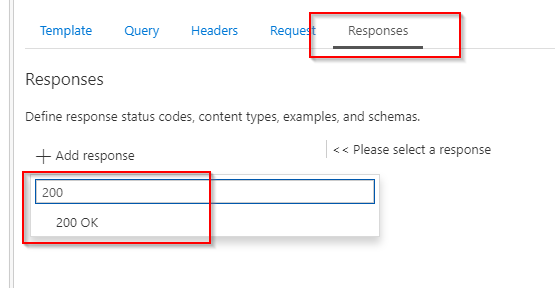 Template Query Headers Request Responses
Responses
Define response status codes, content types, examples, and schemas.
+ Add response << Please select a response
200
200 OK